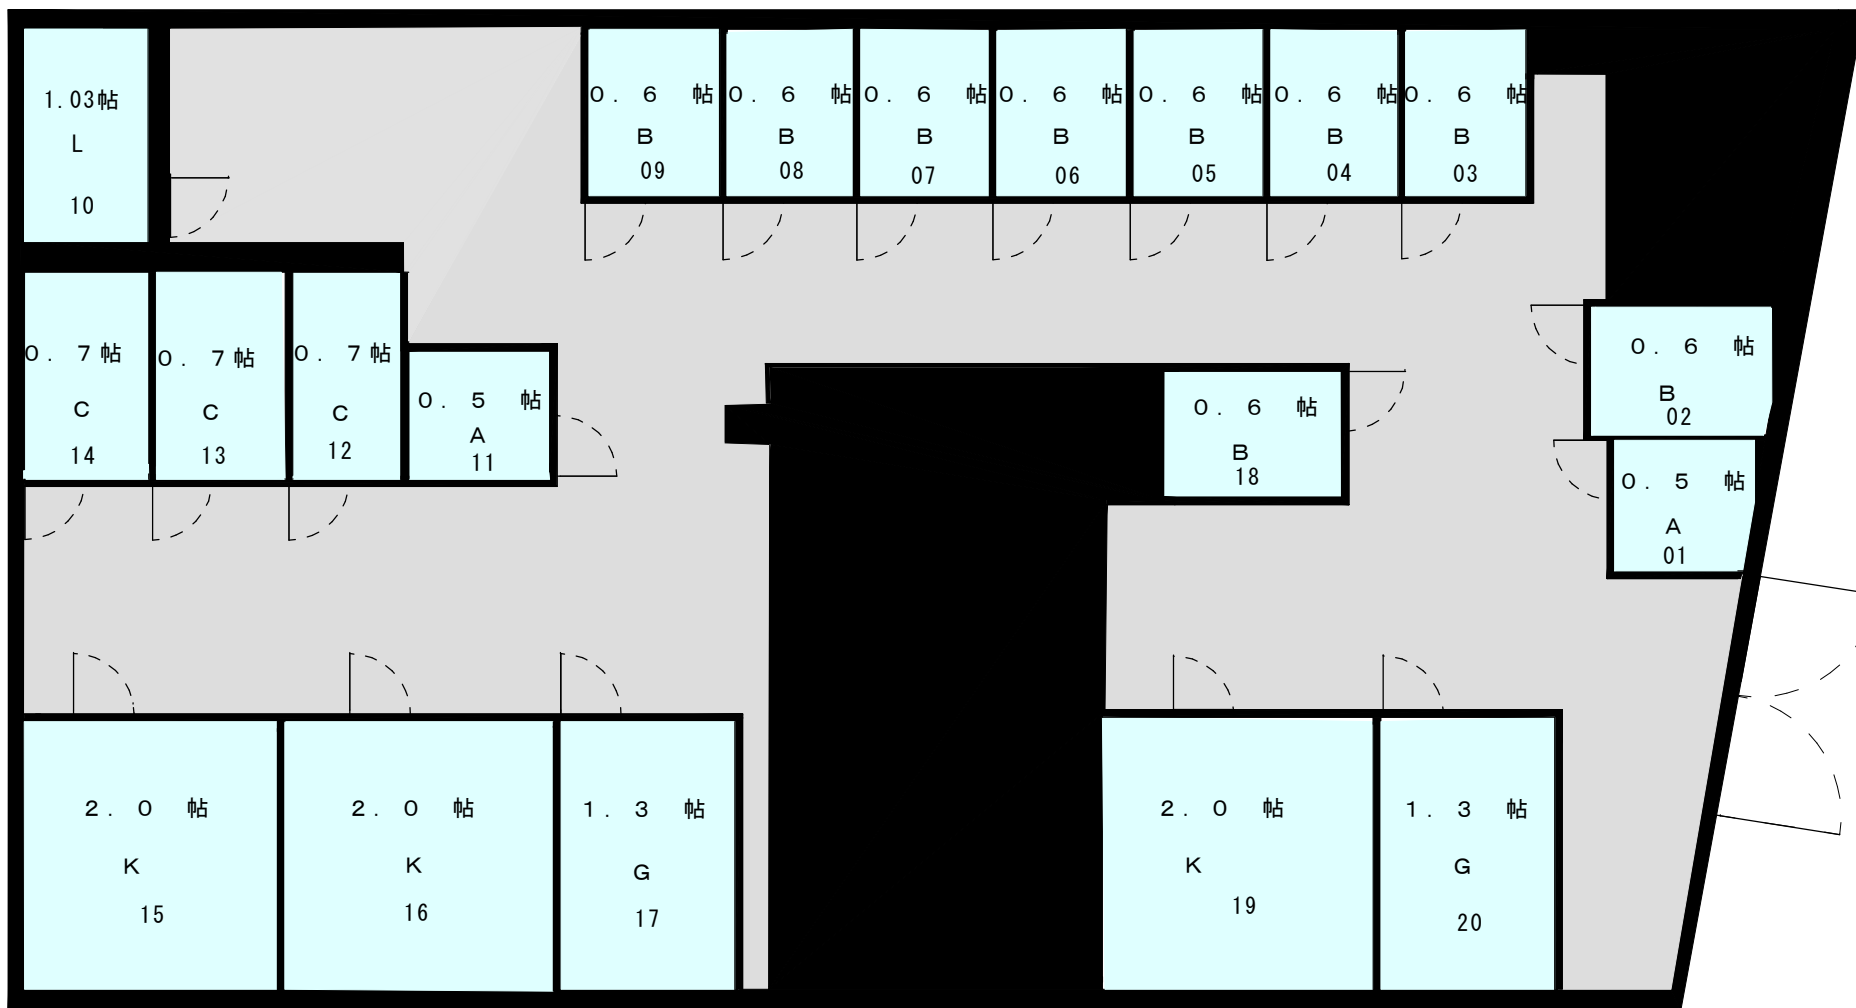 1.03帖
L
10
０．６　帖
B
09
０．６　帖
B
08
０．６　帖
B
07
０．６　帖
B
06
０．６　帖
B
05
０．６　帖
B
04
０．６　帖
B
03
０．７帖
C
14
０．７帖
C
13
０．７帖
C
12
０．５　帖
A
11
０．６　帖
B
18
０．６　帖
B
02
０．５　帖
A
01
２．０　帖
K
15
２．０　帖
K
16
１．３　帖
G
17
２．０　帖
K
19
１．３　帖
G
20